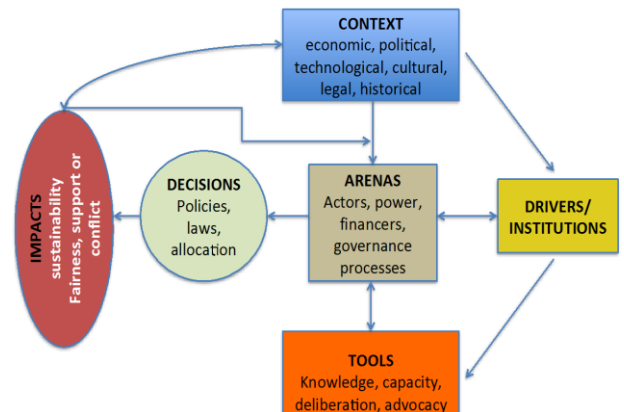 CONTEXT
economic, political,
technological, cultural,
legal, historical
IMPACTS
sustainability
Fairness, support or
conflict
DECISIONS
Policies,
laws,
allocation
ARENAS
Actors, power,
financers,
governance
processes
DRIVERS/
INSTITUTIONS
TOOLS
Knowledge, capacity,
deliberation, advocacy